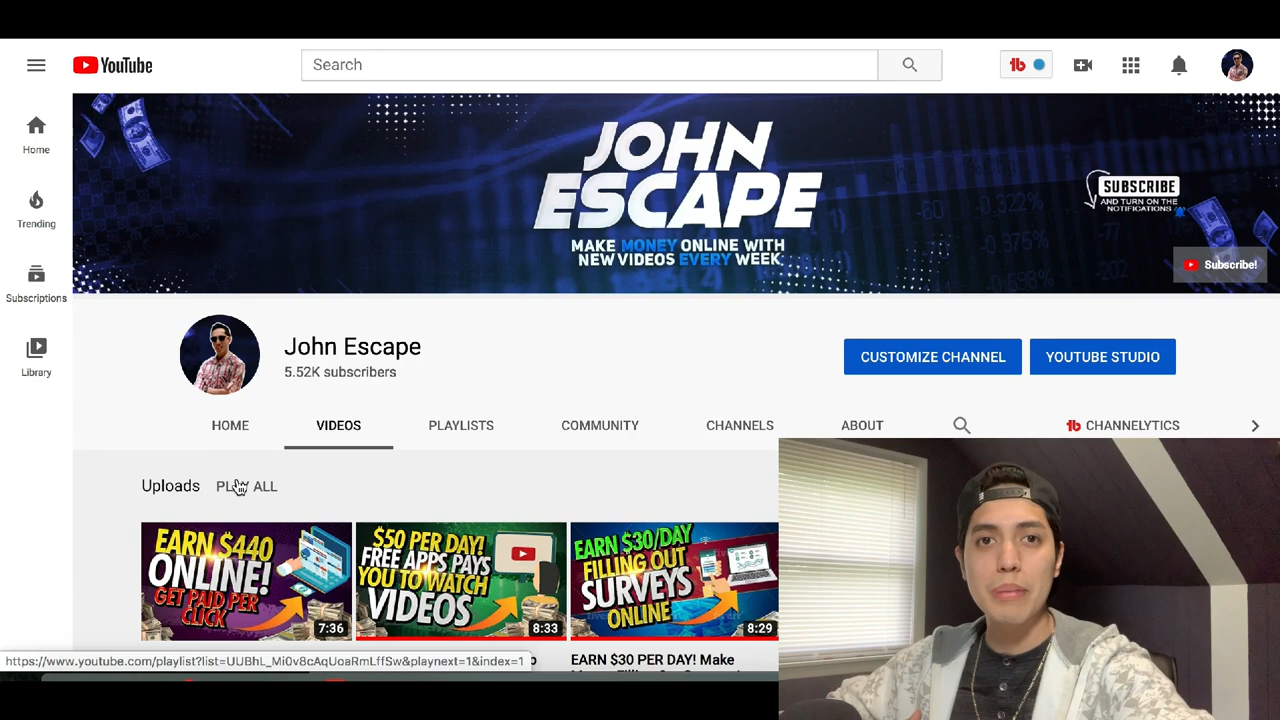 YouTube
Search
Home
Trending
Subscriptions
Library
JOHN
ESCAPE
MAKE MONEY ONLINE WITH
NEW VIDEOS EVERY WEEK
SUBSCRIBE
AND TURN ON THE
NOTIFICATIONS
Subscribe!
John Escape
5.52K subscribers
CUSTOMIZE CHANNEL
YOUTUBE STUDIO
HOME
VIDEOS
PLAYLISTS
COMMUNITY
CHANNELS
ABOUT
CHANNELYTICS
Uploads
PLAY ALL
EARN $440
ONLINE!
GET PAID PER
CLICK
7:36
$50 PER DAY!
FREE APPS PAYS
YOU TO WATCH
VIDEOS
8:33
EARN $30/DAY
FILLING OUT
SURVEYS
ONLINE
8:29
https://www.youtube.com/playlist?list=UUBhL_Mi0v8cAqUoaRmLffSw&playnext=1&index=1
EARN $30 PER DAY! Make